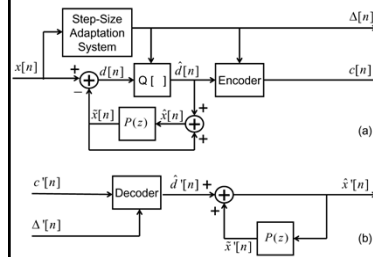 Step-Size
Adaptation
System
Δ[n]
x[n]
+
d[n]
Q [ ]
d̂[n]
Encoder
c[n]
−
x̃[n]
P(z)
x̂[n]
+
+
(a)
c'[n]
Decoder
d̂'[n]
+
x̂'[n]
Δ'[n]
+
x̃'[n]
P(z)
(b)